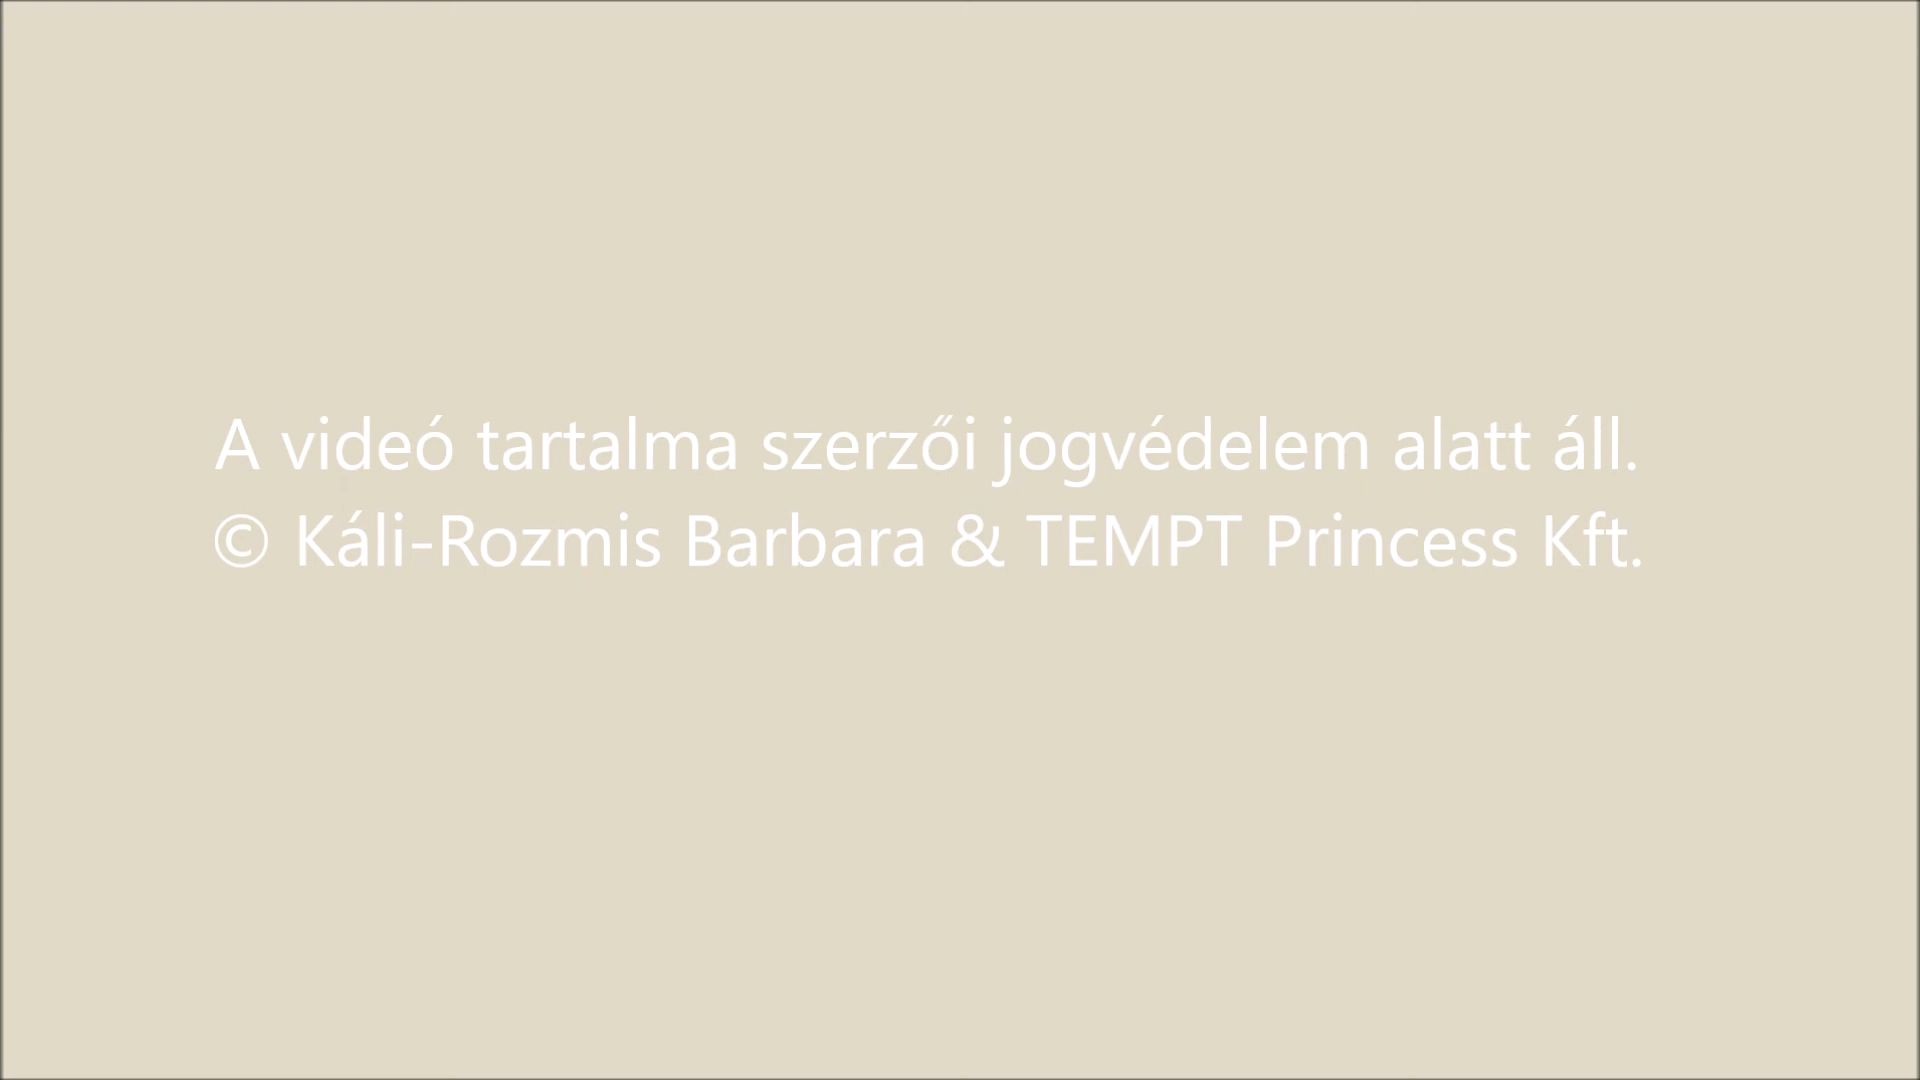 A videó tartalma szerzői jogvédelem alatt áll.
© Káli-Rozmis Barbara & TEMPT Princess Kft.